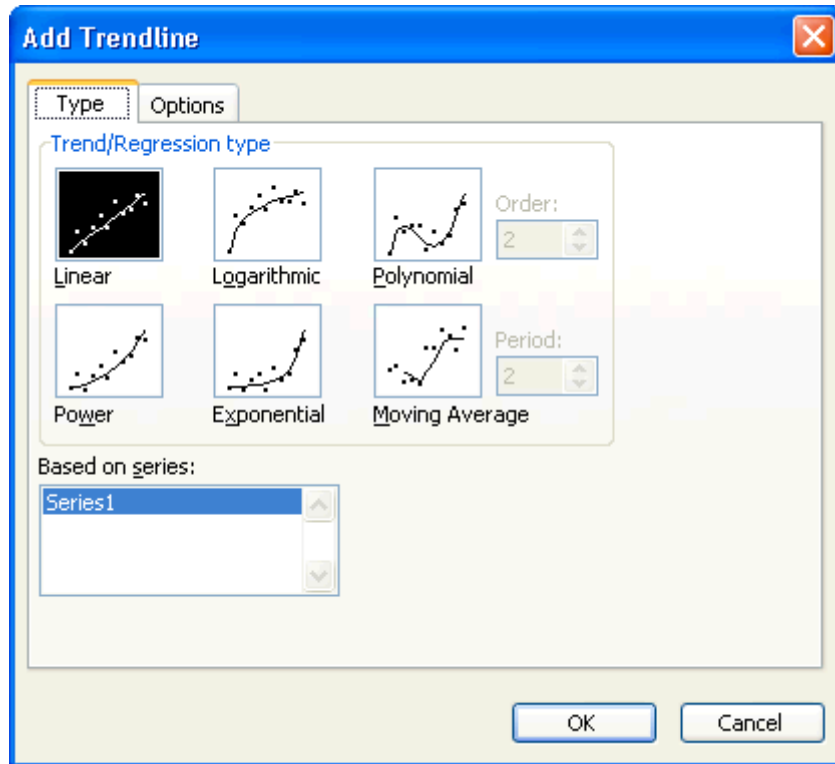 Add Trendline
Type Options
Trend/Regression type
Order:
2
Linear Logarithmic Polynomial
Period:
2
Power Exponential Moving Average
Based on series:
Series1
OK Cancel